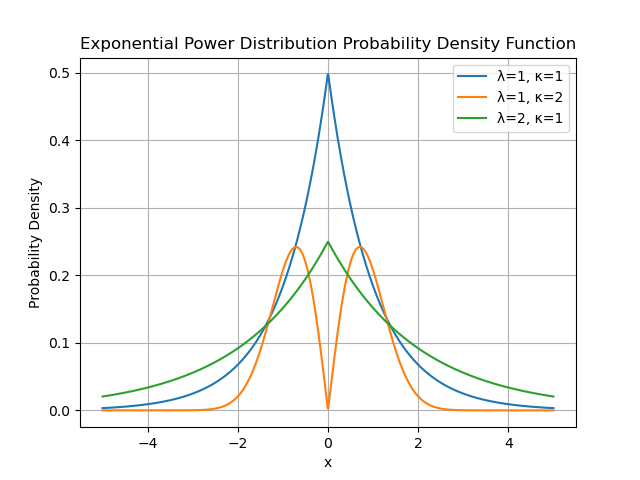 Exponential Power Distribution Probability Density Function
λ=1, κ=1
λ=1, κ=2
λ=2, κ=1
Probability Density
0.5
0.4
0.3
0.2
0.1
0.0
−4 −2 0 2 4
x